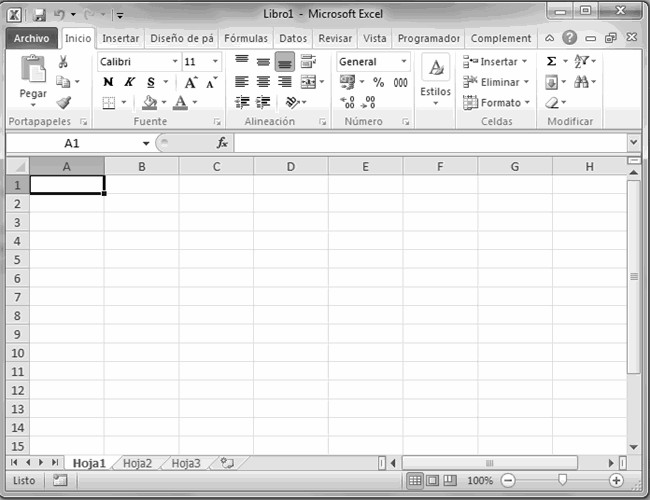 Libro1 - Microsoft Excel
Archivo Inicio Insertar Diseño de pá Fórmulas Datos Revisar Vista Programador Complement
Calibri 11 General Insertar Σ
Pegar N K S A A % 000 Estilos Eliminar
A Formato
Portapapeles Fuente Alineación Número Celdas Modificar
A1 fx
A B C D E F G H
1
2
3
4
5
6
7
8
9
10
11
12
13
14
15
Hoja1 Hoja2 Hoja3
Listo 100%